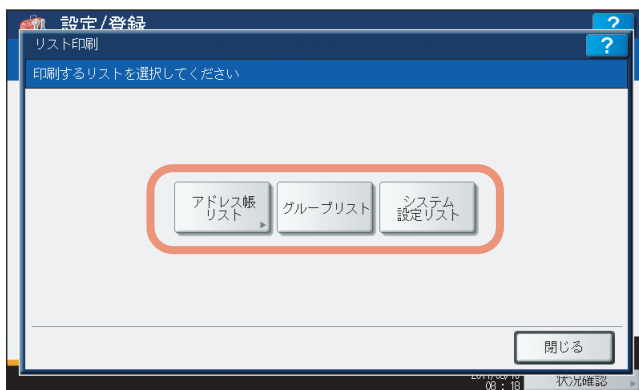 設定/登録
?
リスト印刷
?
印刷するリストを選択してください
アドレス帳
リスト
グループリスト
システム
設定リスト
閉じる
08 : 18
状況確認